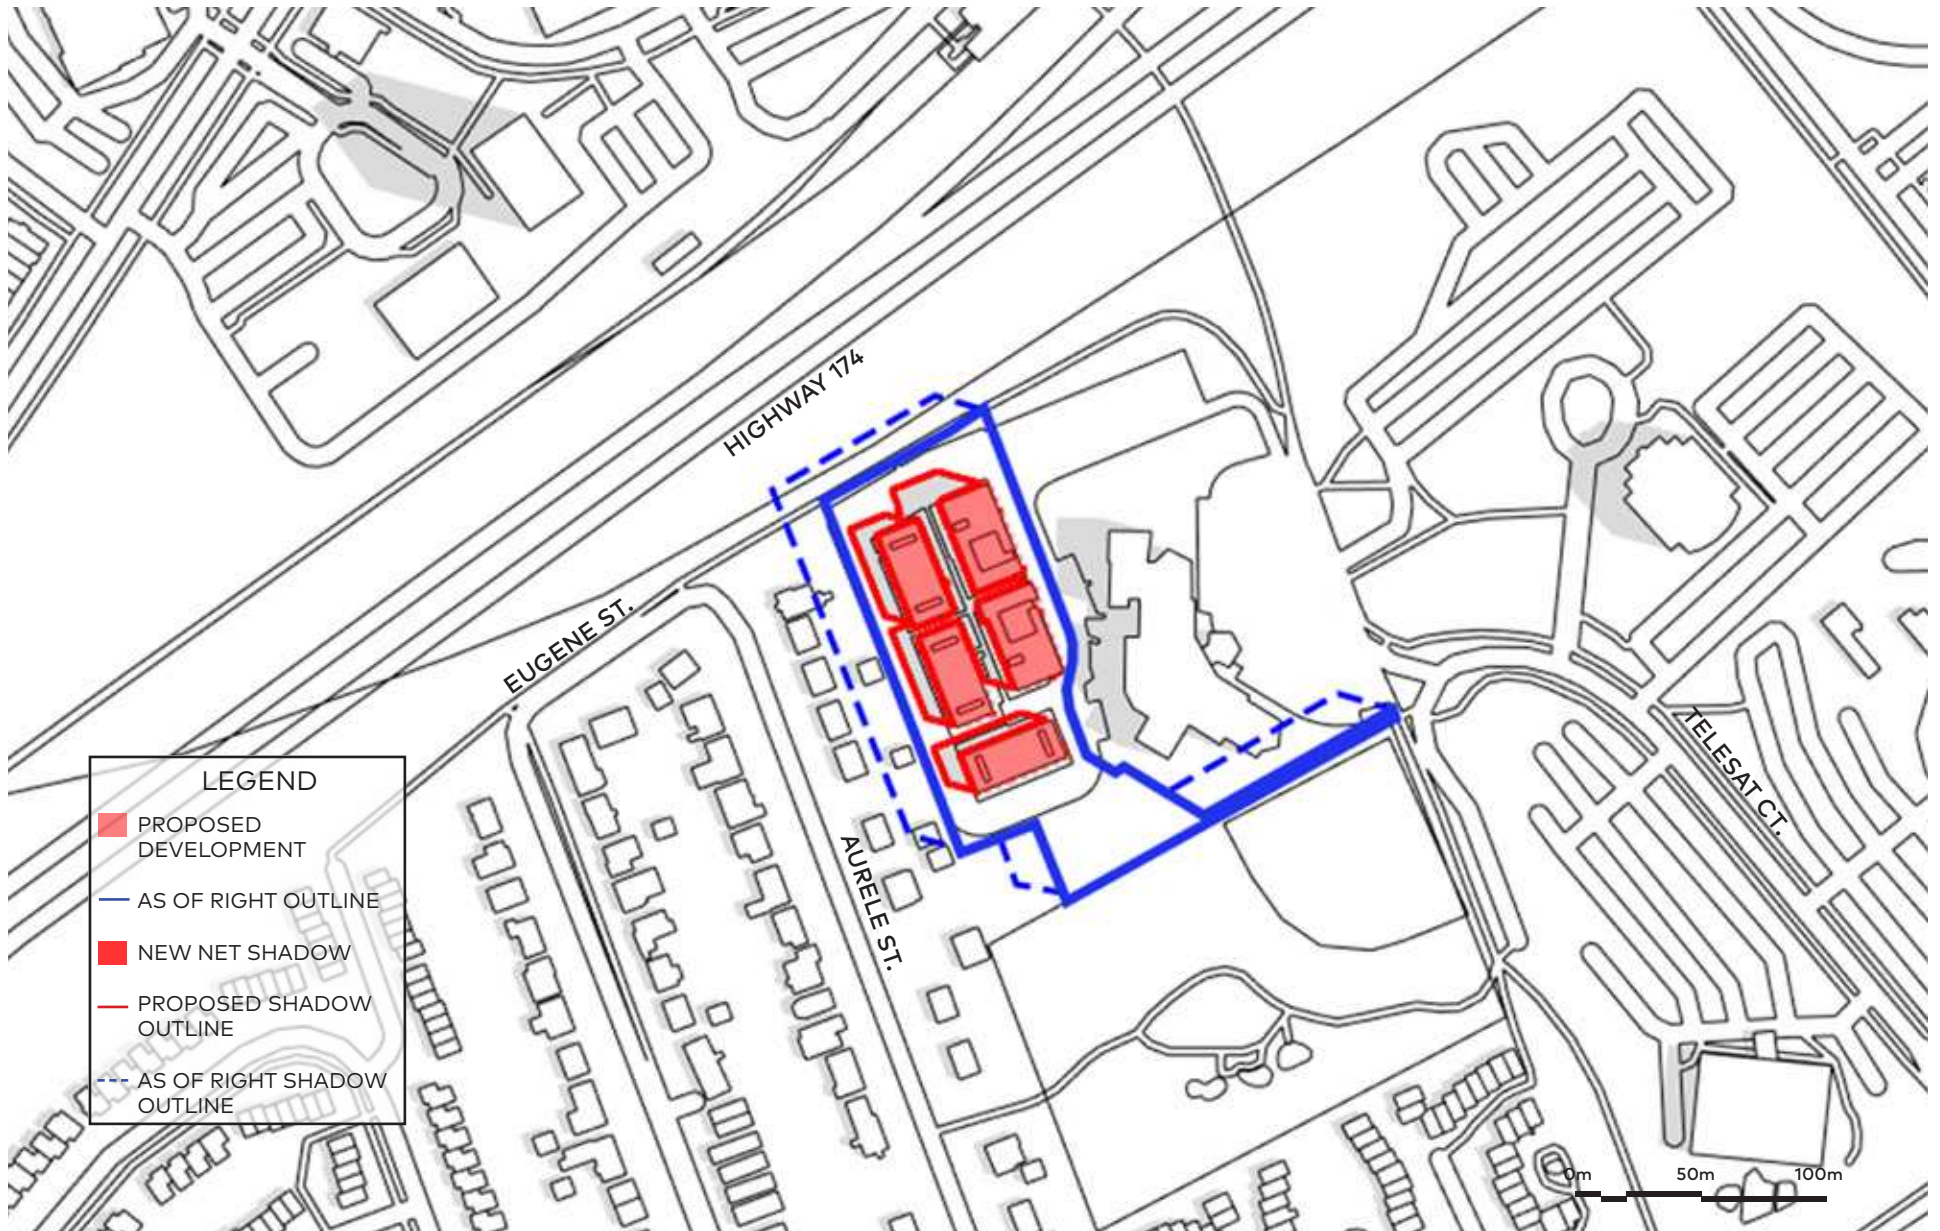 HIGHWAY 174
EUGENE ST.
AURELE ST.
TELESAT CT.
LEGEND
PROPOSED
DEVELOPMENT
AS OF RIGHT OUTLINE
NEW NET SHADOW
PROPOSED SHADOW
OUTLINE
AS OF RIGHT SHADOW
OUTLINE
0m 50m 100m